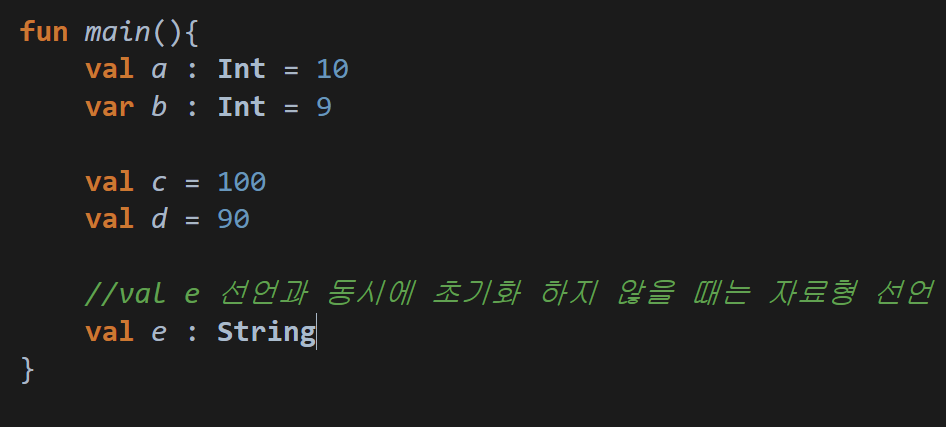 fun main(){
    val a : Int = 10
    var b : Int = 9
    val c = 100
    val d = 90
    //val e 선언과 동시에 초기화 하지 않을 때는 자료형 선언
    val e : String
}